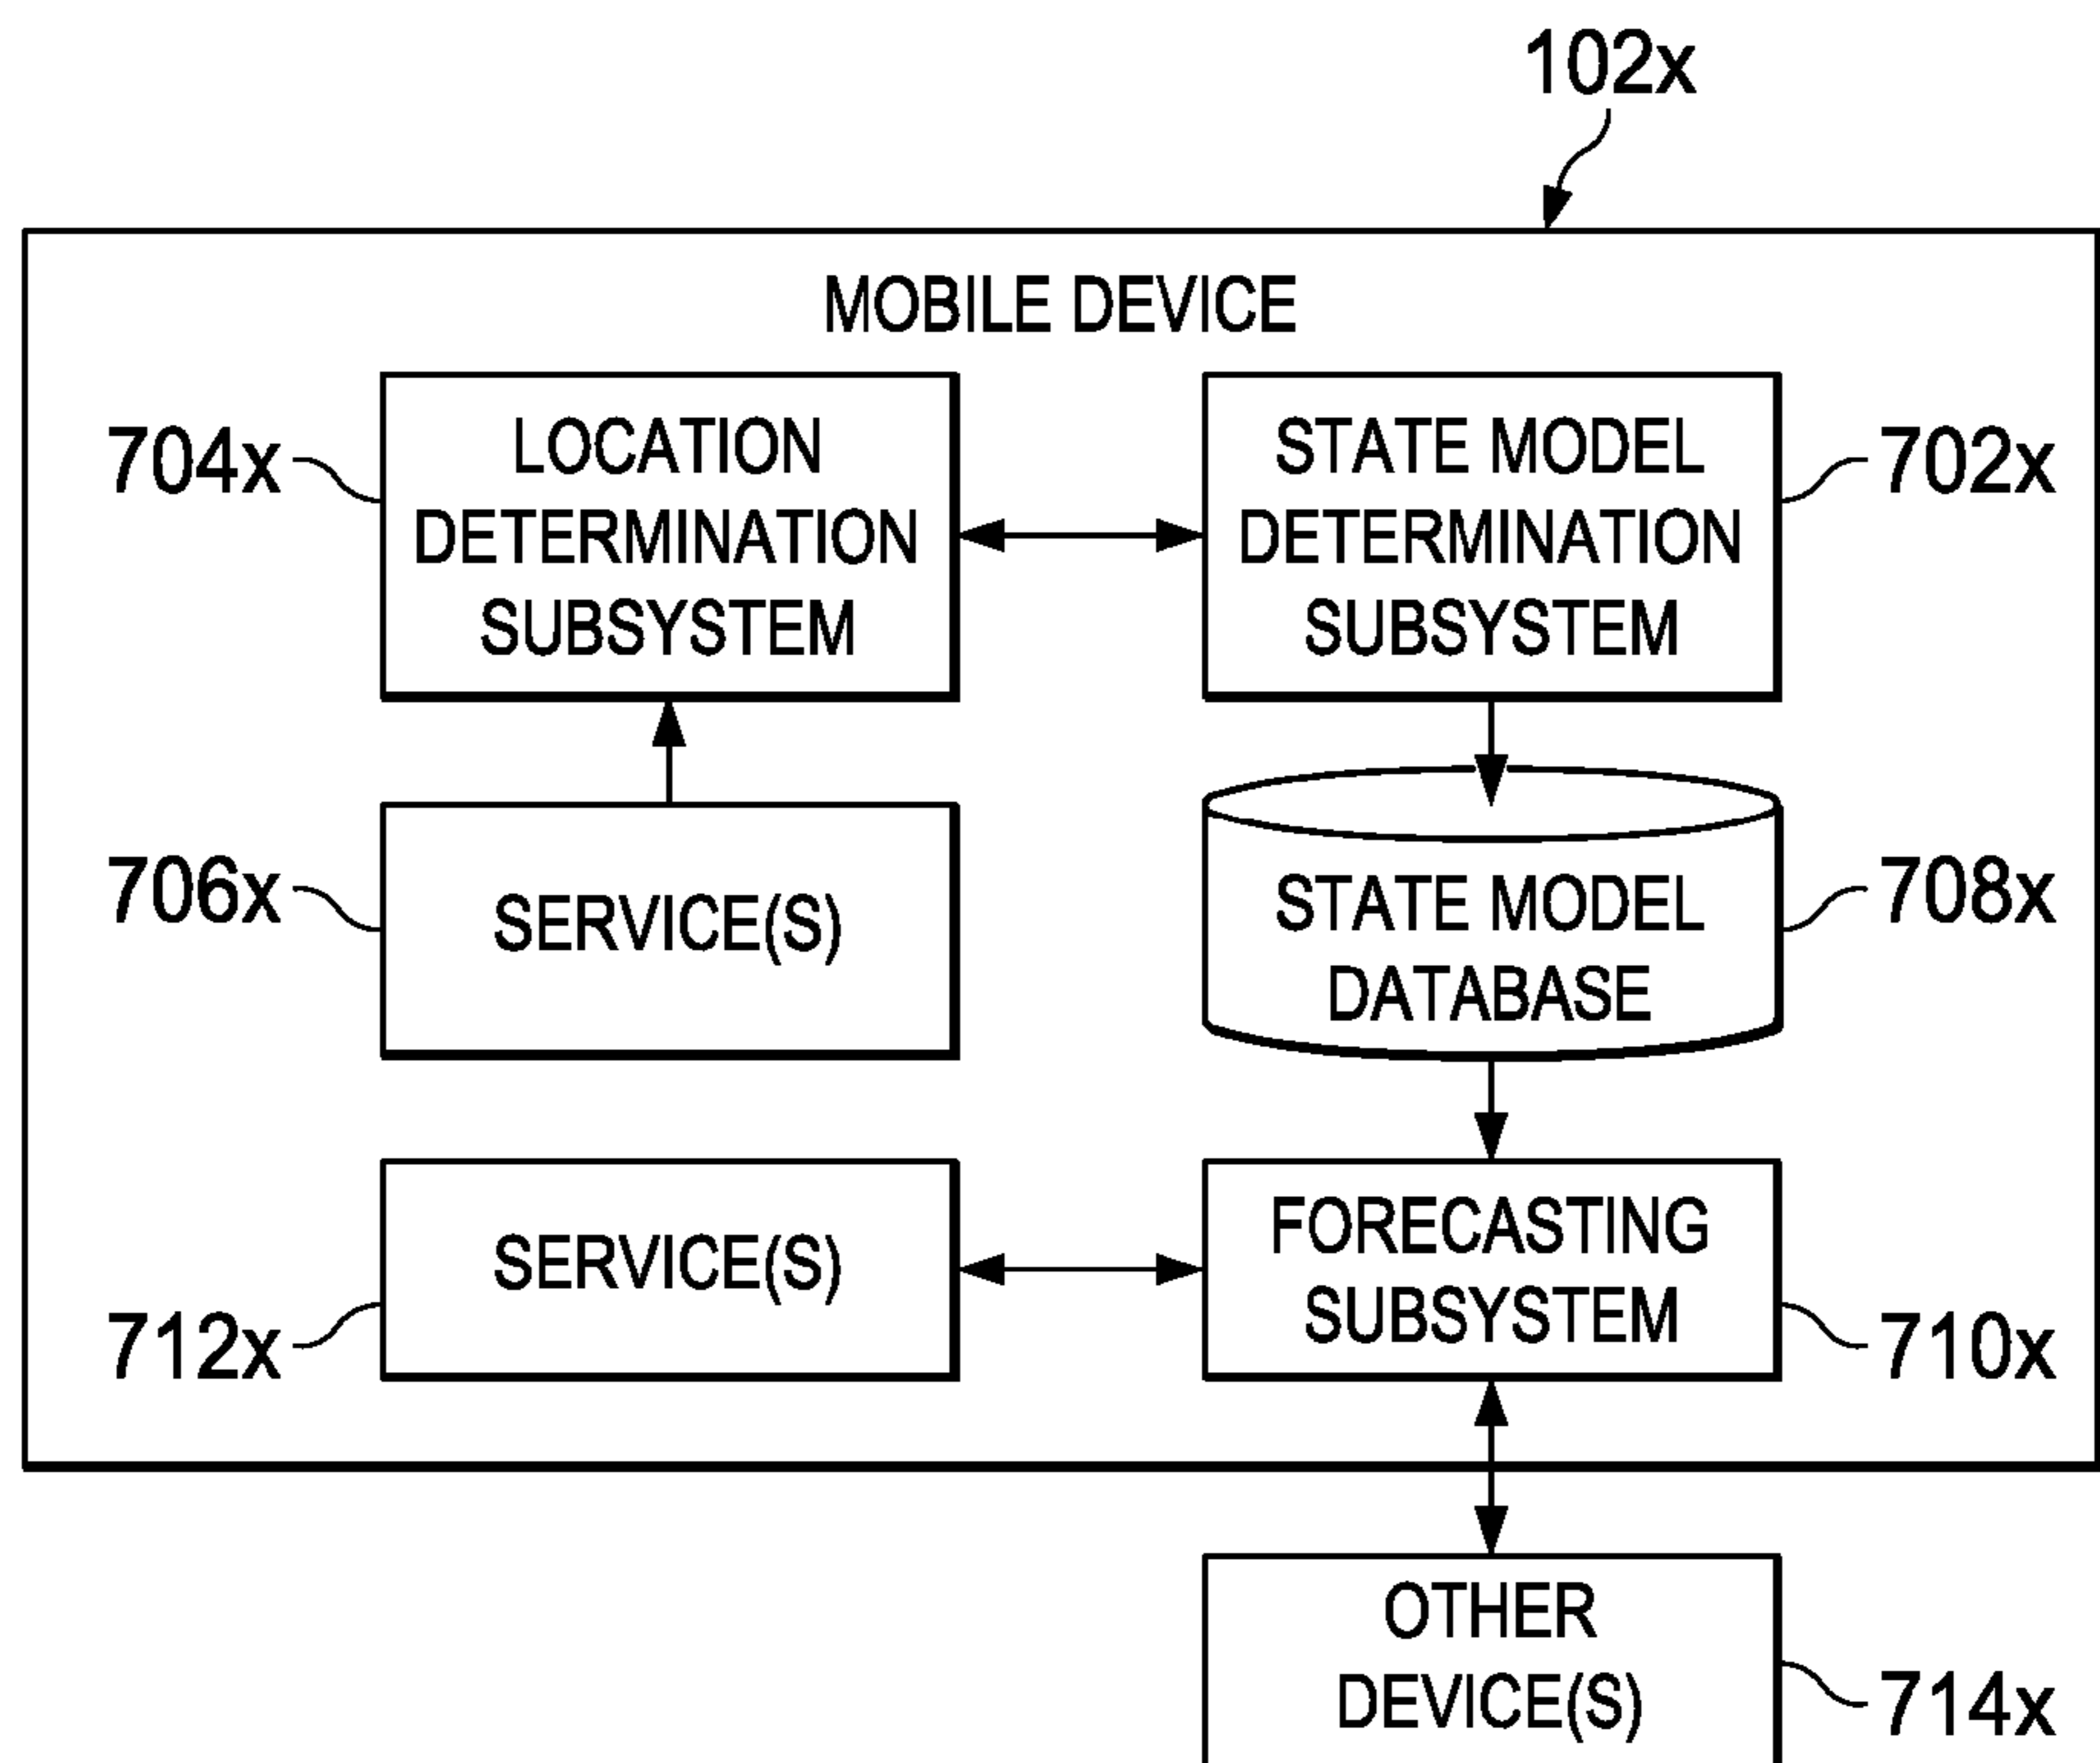 102x
MOBILE DEVICE
704x
LOCATION
DETERMINATION
SUBSYSTEM
STATE MODEL
DETERMINATION
SUBSYSTEM
702x
706x
SERVICE(S)
STATE MODEL
DATABASE
708x
712x
SERVICE(S)
FORECASTING
SUBSYSTEM
710x
OTHER
DEVICE(S)
714x